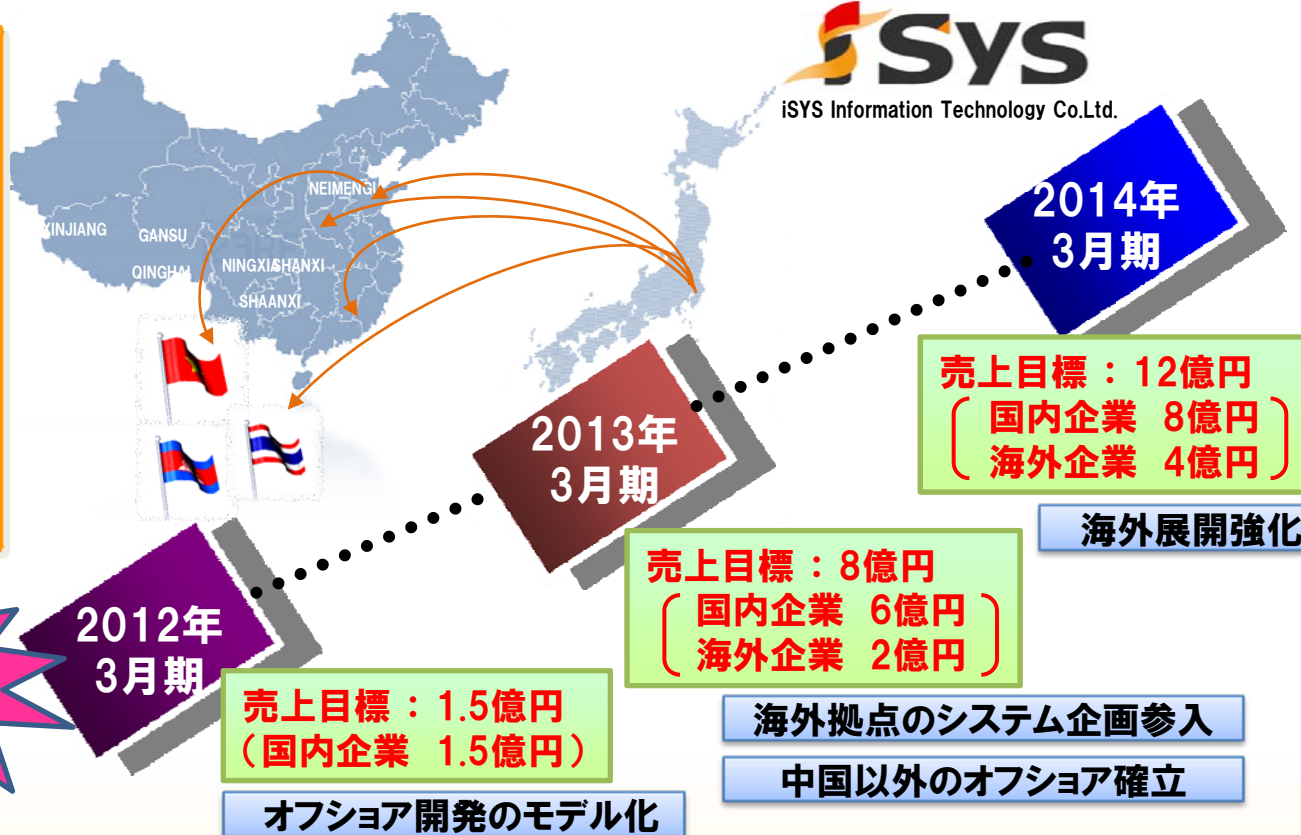 iSys
iSYS Information Technology Co.Ltd.
NEIMENGU
XINJIANG
GANSU
QINGHAI
NINGXIA
SHANXI
SHAANXI
2014年
3月期
売上目標 : 12億円
国内企業 8億円
海外企業 4億円
海外展開強化
2013年
3月期
売上目標 : 8億円
国内企業 6億円
海外企業 2億円
海外拠点のシステム企画参入
中国以外のオフショア確立
2012年
3月期
売上目標 : 1.5億円
(国内企業 1.5億円)
オフショア開発のモデル化